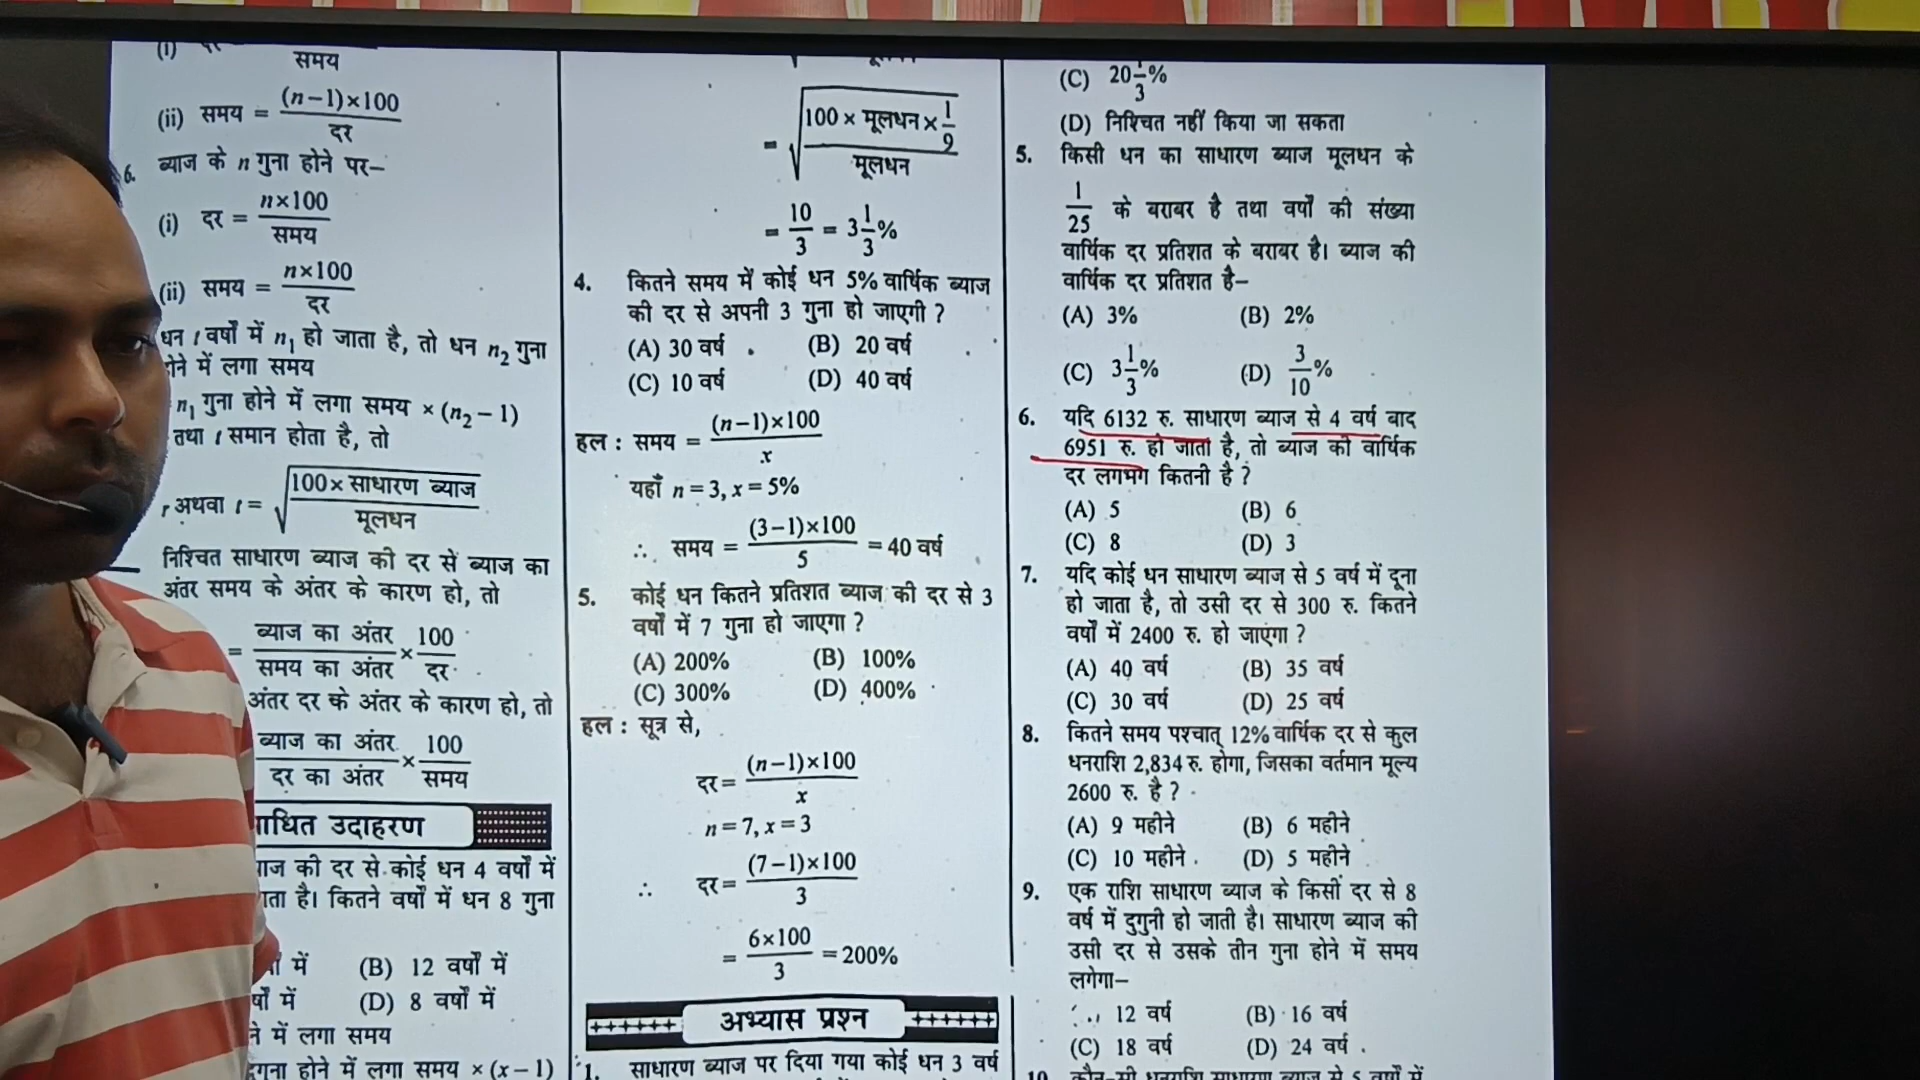 समय
(ii) समय = (n−1)×100 / दर
6. ब्याज के n गुना होने पर–
(i) दर = n×100 / समय
(ii) समय = n×100 / दर
धन t वर्षों में n₁ हो जाता है, तो धन n₂ गुना
होने में लगा समय
n₁ गुना होने में लगा समय × (n₂ − 1)
तथा t समान होता है, तो
r अथवा t = √(100× साधारण ब्याज / मूलधन)
निश्चित साधारण ब्याज की दर से ब्याज का
अंतर समय के अंतर के कारण हो, तो
= ब्याज का अंतर / समय का अंतर × 100 / दर
अंतर दर के अंतर के कारण हो, तो
ब्याज का अंतर / दर का अंतर × 100 / समय
उदाहरण
की दर से कोई धन 4 वर्षों में
है। कितने वर्षों में धन 8 गुना
में (B) 12 वर्षों में
में (D) 8 वर्षों में
में लगा समय
होने में लगा समय × (x − 1)
= √(100 × मूलधन × 1/9 / मूलधन)
= 10/3 = 3 1/3 %
4. कितने समय में कोई धन 5% वार्षिक ब्याज
की दर से अपनी 3 गुना हो जाएगी ?
(A) 30 वर्ष (B) 20 वर्ष
(C) 10 वर्ष (D) 40 वर्ष
हल : समय = (n−1)×100 / x
यहाँ n = 3, x = 5%
∴ समय = (3−1)×100 / 5 = 40 वर्ष
5. कोई धन कितने प्रतिशत ब्याज की दर से 3
वर्षों में 7 गुना हो जाएगा ?
(A) 200% (B) 100%
(C) 300% (D) 400%
हल : सूत्र से,
दर = (n−1)×100 / x
n = 7, x = 3
∴ दर = (7−1)×100 / 3
= 6×100 / 3 = 200%
अभ्यास प्रश्न
1. साधारण ब्याज पर दिया गया कोई धन 3 वर्ष
(C) 20 1/3 %
(D) निश्चित नहीं किया जा सकता
5. किसी धन का साधारण ब्याज मूलधन के
1/25 के बराबर है तथा वर्षों की संख्या
वार्षिक दर प्रतिशत के बराबर है। ब्याज की
वार्षिक दर प्रतिशत है–
(A) 3% (B) 2%
(C) 3 1/3 % (D) 3/10 %
6. यदि 6132 रु. साधारण ब्याज से 4 वर्ष बाद
6951 रु. हो जाता है, तो ब्याज की वार्षिक
दर लगभग कितनी है ?
(A) 5 (B) 6
(C) 8 (D) 3
7. यदि कोई धन साधारण ब्याज से 5 वर्ष में दूना
हो जाता है, तो उसी दर से 300 रु. कितने
वर्षों में 2400 रु. हो जाएंगा ?
(A) 40 वर्ष (B) 35 वर्ष
(C) 30 वर्ष (D) 25 वर्ष
8. कितने समय पश्चात् 12% वार्षिक दर से कुल
धनराशि 2,834 रु. होगा, जिसका वर्तमान मूल्य
2600 रु. है ?
(A) 9 महीने (B) 6 महीने
(C) 10 महीने (D) 5 महीने
9. एक राशि साधारण ब्याज के किसी दर से 8
वर्ष में दुगुनी हो जाती है। साधारण ब्याज की
उसी दर से उसके तीन गुना होने में समय
लगेगा–
12 वर्ष (B) 16 वर्ष
(C) 18 वर्ष (D) 24 वर्ष
10. कौन-सी धनराशि साधारण ब्याज से 5 वर्षों में